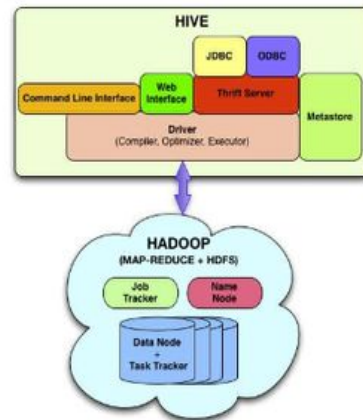 HIVE
JDBC
ODBC
Command Line Interface
Web
Interface
Thrift Server
Metastore
Driver
(Compiler, Optimizer, Executor)
HADOOP
(MAP-REDUCE + HDFS)
Job
Tracker
Name
Node
Data Node
+
Task Tracker